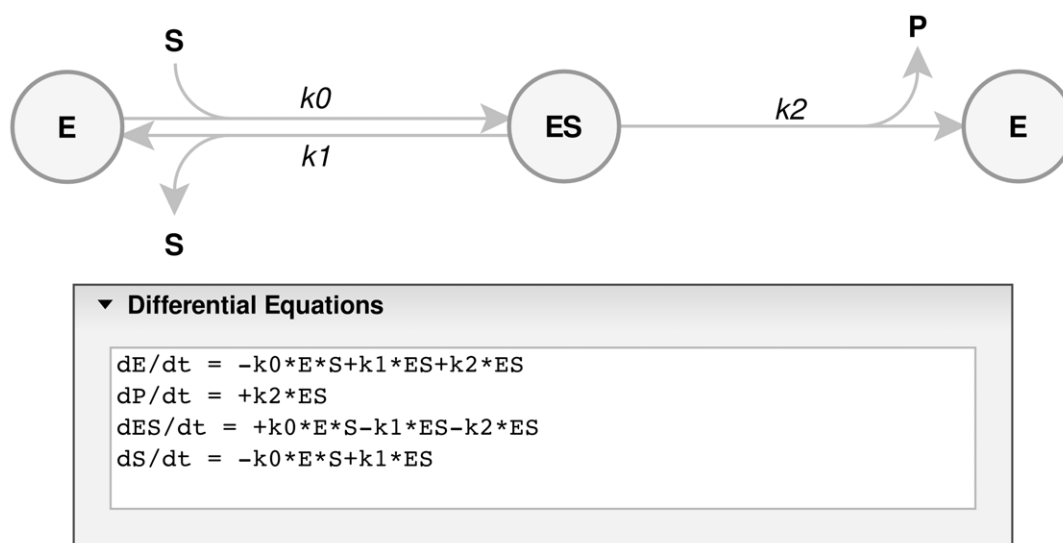 S
P
E
k0
ES
k2
E
k1
S
▼ Differential Equations
dE/dt = -k0*E*S+k1*ES+k2*ES
dP/dt = +k2*ES
dES/dt = +k0*E*S-k1*ES-k2*ES
dS/dt = -k0*E*S+k1*ES